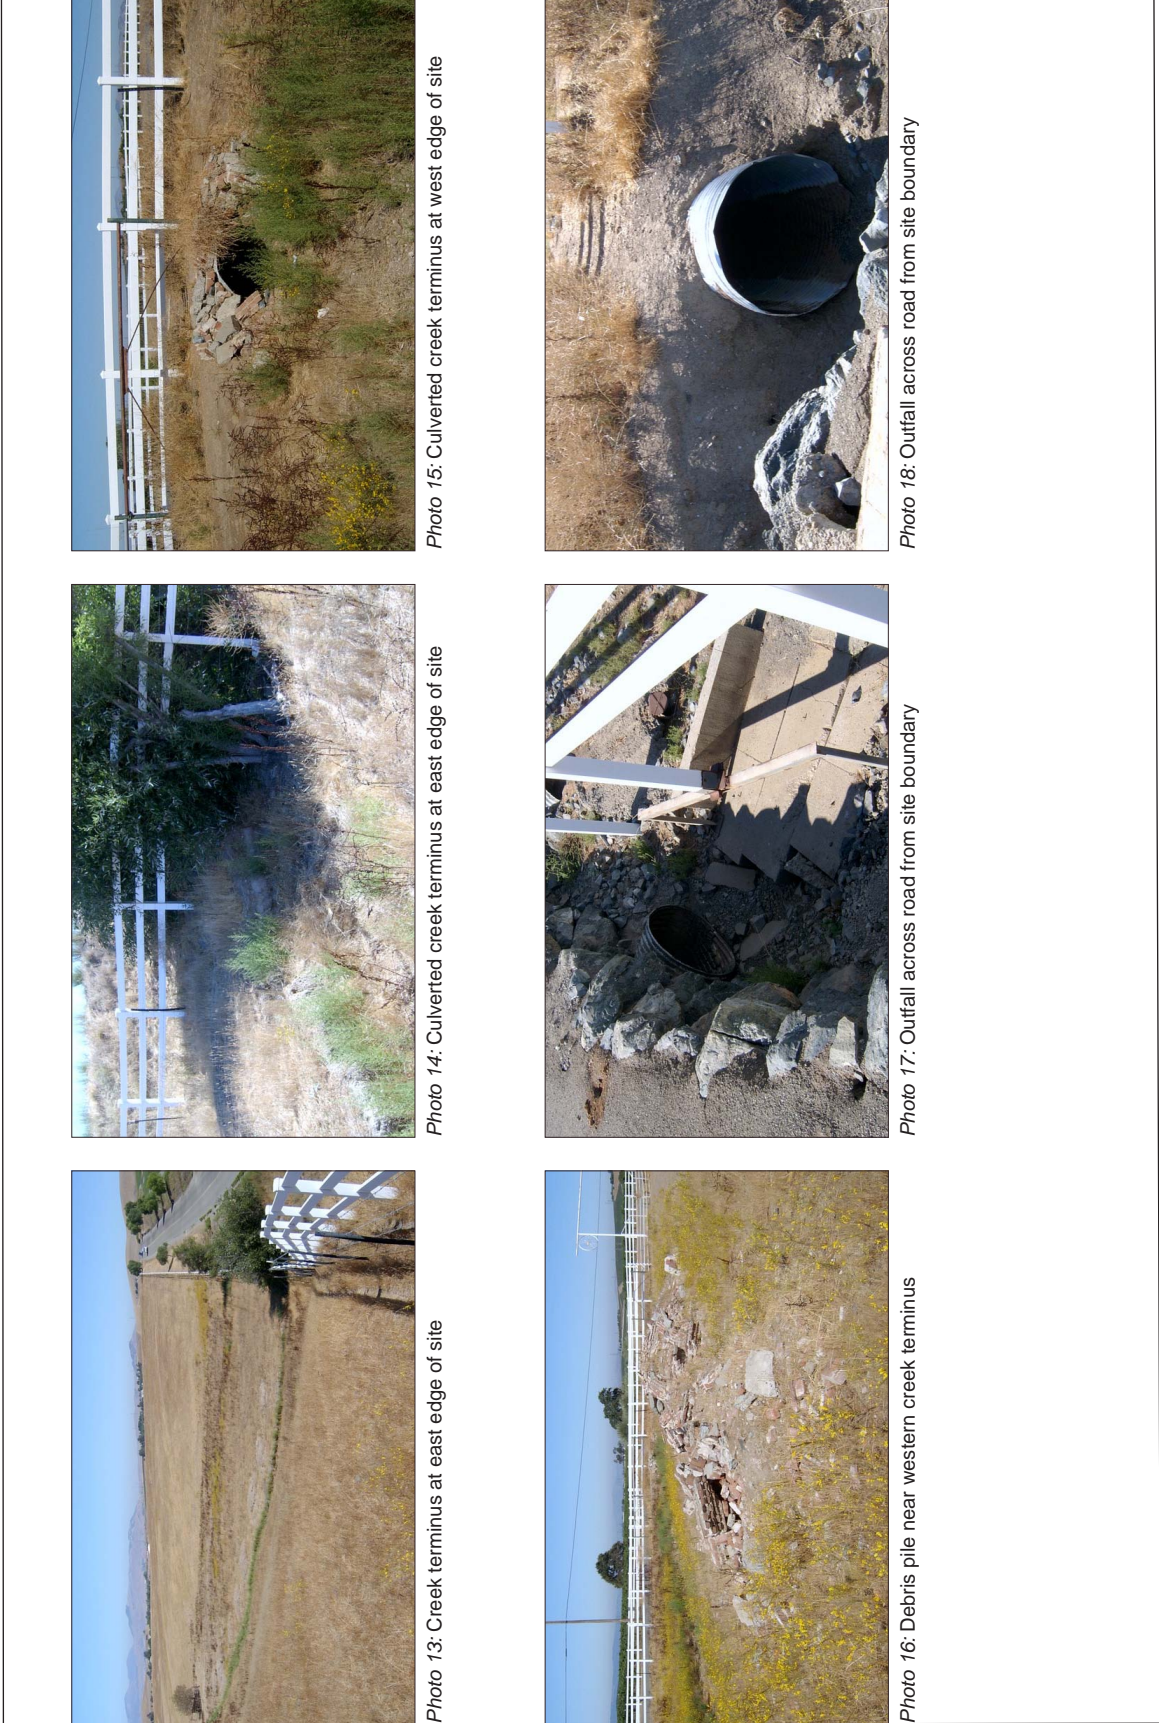 Photo 13: Creek terminus at east edge of site
Photo 14: Culverted creek terminus at east edge of site
Photo 15: Culverted creek terminus at west edge of site
Photo 16: Debris pile near western creek terminus
Photo 17: Outfall across road from site boundary
Photo 18: Outfall across road from site boundary